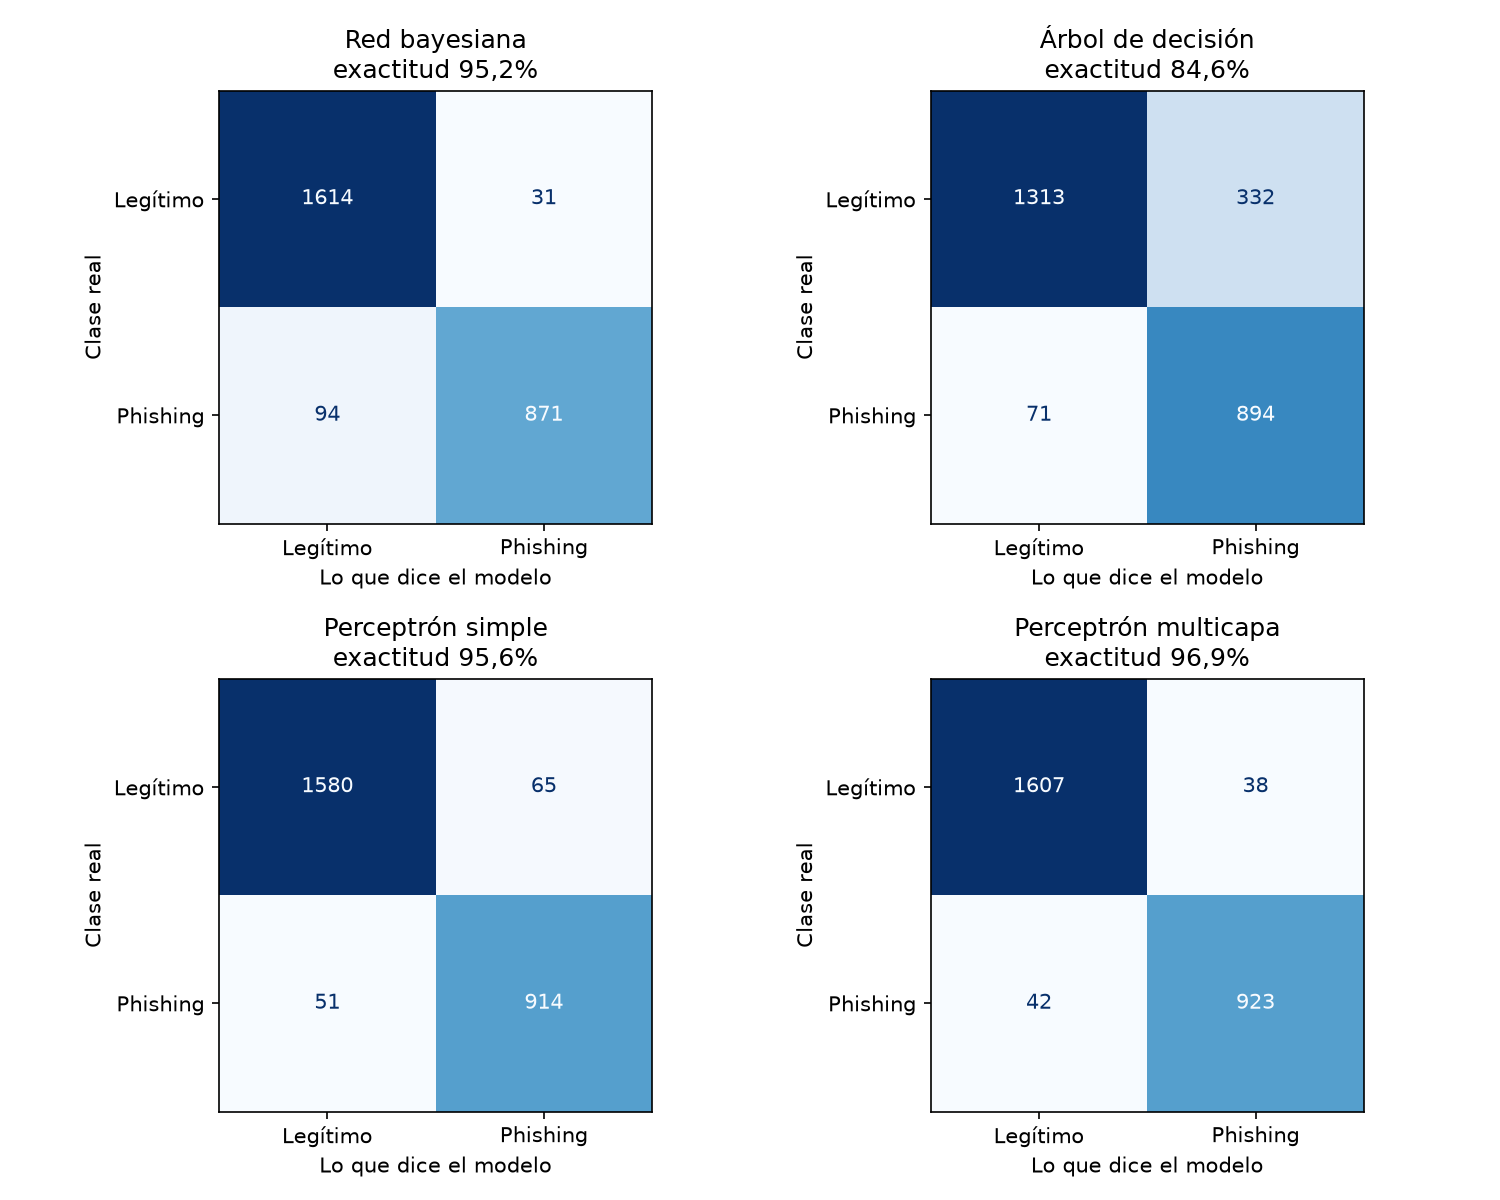 Red bayesiana
exactitud 95,2%
Legítimo
1614
31
Clase real
Phishing
94
871
Legítimo
Phishing
Lo que dice el modelo
Árbol de decisión
exactitud 84,6%
Legítimo
1313
332
Clase real
Phishing
71
894
Legítimo
Phishing
Lo que dice el modelo
Perceptrón simple
exactitud 95,6%
Legítimo
1580
65
Clase real
Phishing
51
914
Legítimo
Phishing
Lo que dice el modelo
Perceptrón multicapa
exactitud 96,9%
Legítimo
1607
38
Clase real
Phishing
42
923
Legítimo
Phishing
Lo que dice el modelo